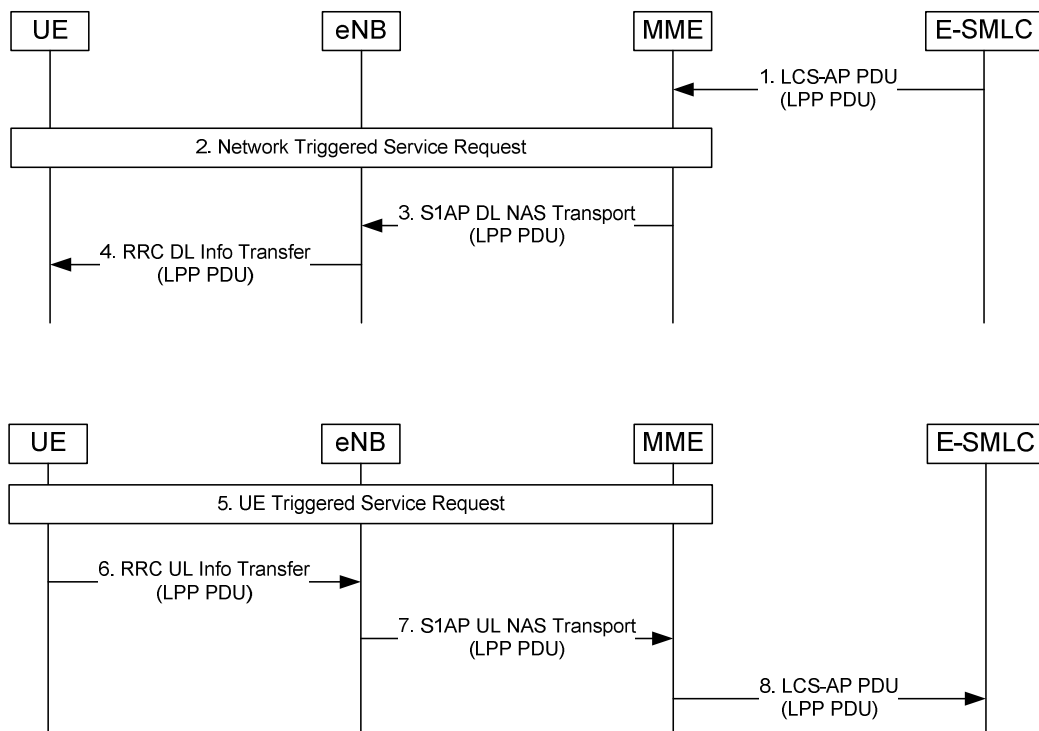 UE
eNB
MME
E-SMLC
1. LCS-AP PDU
(LPP PDU)
2. Network Triggered Service Request
3. S1AP DL NAS Transport
(LPP PDU)
4. RRC DL Info Transfer
(LPP PDU)
UE
eNB
MME
E-SMLC
5. UE Triggered Service Request
6. RRC UL Info Transfer
(LPP PDU)
7. S1AP UL NAS Transport
(LPP PDU)
8. LCS-AP PDU
(LPP PDU)